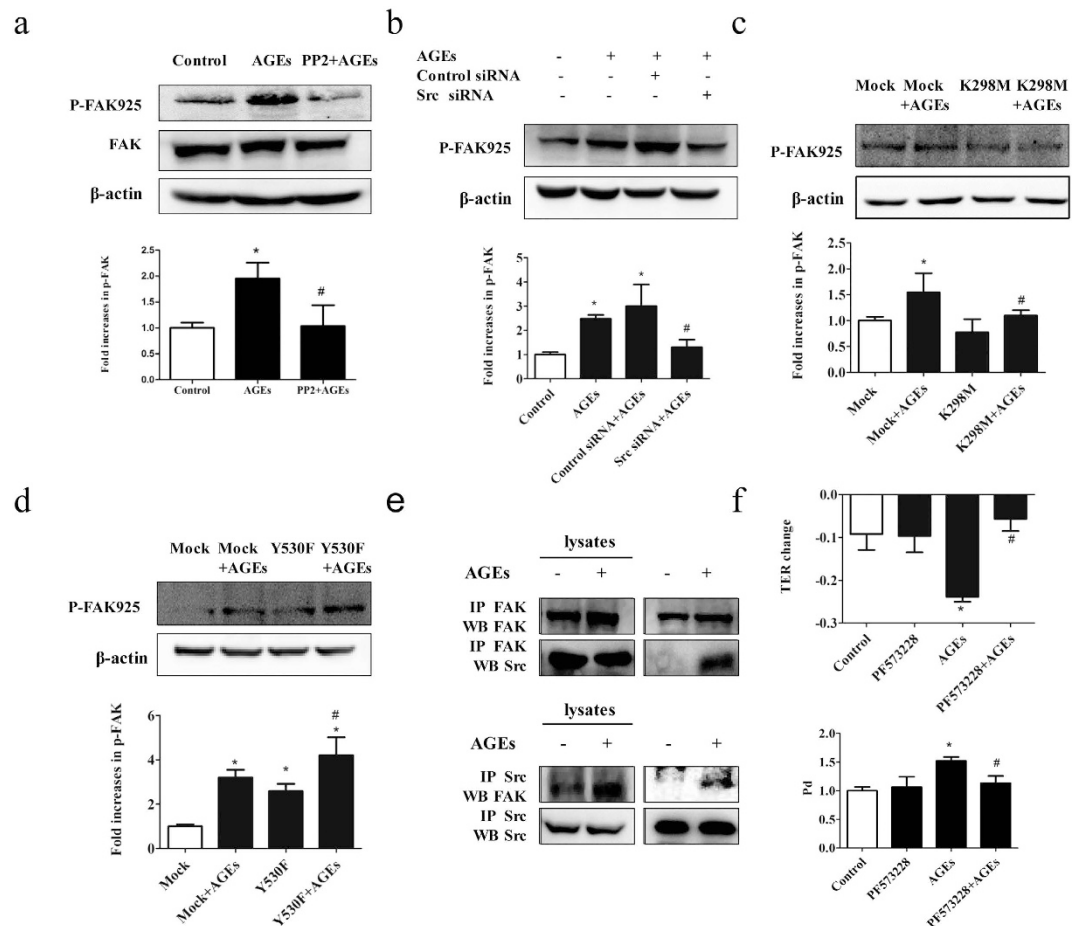 a
Control AGEs PP2+AGEs
P-FAK925
FAK
β-actin
Fold increases in p-FAK
2.5
2.0
1.5
1.0
0.5
0.0
*
#
Control
AGEs
PP2+AGEs
b
AGEs - + + +
Control siRNA - - + -
Src siRNA - - - +
P-FAK925
β-actin
Fold increases in p-FAK
5
4
3
2
1
0
*
*
#
Control
AGEs
Control siRNA+AGEs
Src siRNA+AGEs
c
Mock Mock K298M K298M
+AGEs +AGEs
P-FAK925
β-actin
Fold increases in p-FAK
2.0
1.5
1.0
0.5
0.0
*
#
Mock
Mock+AGEs
K298M
K298M+AGEs
d
Mock Mock Y530F Y530F
+AGEs +AGEs
P-FAK925
β-actin
Fold increases in p-FAK
6
4
2
0
*
*
#
*
Mock
Mock+AGEs
Y530F
Y530F+AGEs
e
lysates
AGEs - + - +
IP FAK
WB FAK
IP FAK
WB Src
lysates
AGEs - + - +
IP Src
WB FAK
IP Src
WB Src
f
TER change
0.0
-0.1
-0.2
-0.3
*
#
Control
PF573228
AGEs
PF573228+AGEs
Pd
2.0
1.5
1.0
0.5
0.0
*
#
Control
PF573228
AGEs
PF573228+AGEs